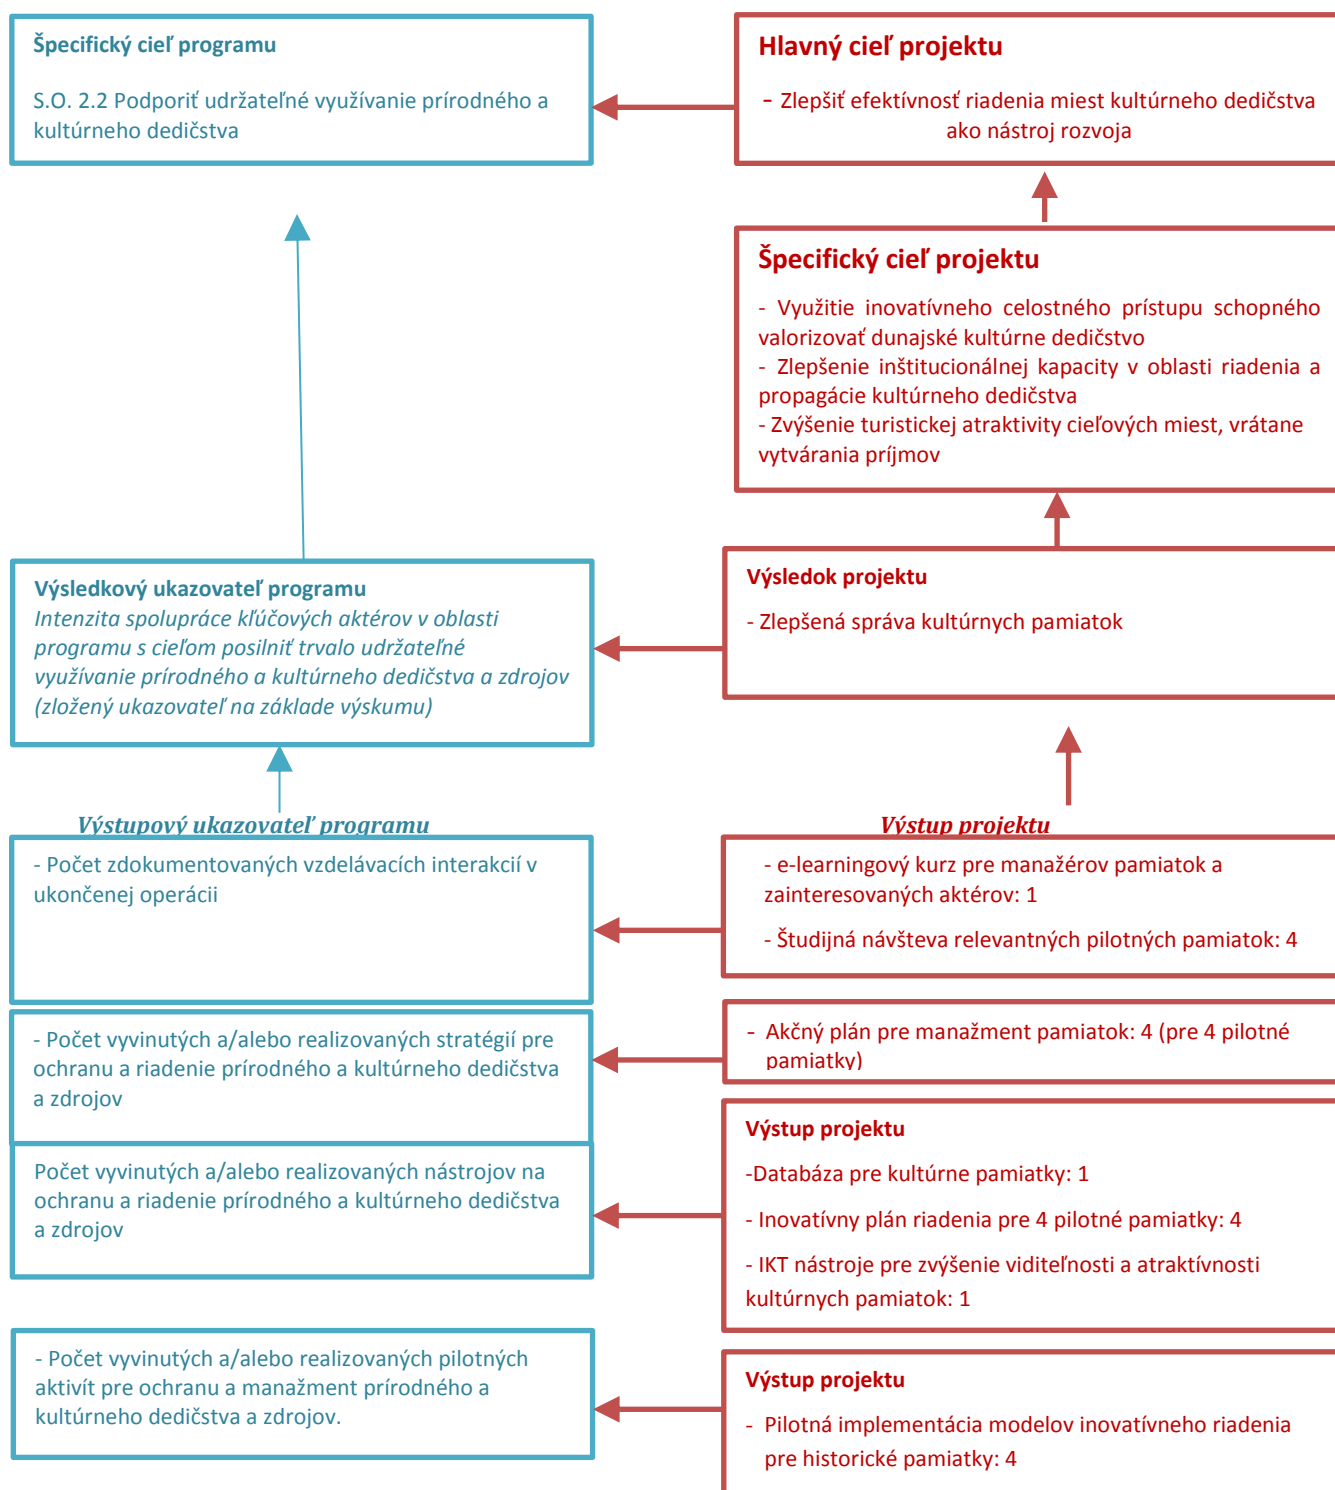 Špecifický cieľ programu
S.O. 2.2 Podporiť udržateľné využívanie prírodného a
kultúrneho dedičstva
Hlavný cieľ projektu
- Zlepšiť efektívnosť riadenia miest kultúrneho dedičstva
ako nástroj rozvoja
Špecifický cieľ projektu
- Využitie inovatívneho celostného prístupu schopného
valorizovať dunajské kultúrne dedičstvo
- Zlepšenie inštitucionálnej kapacity v oblasti riadenia a
propagácie kultúrneho dedičstva
- Zvýšenie turistickej atraktivity cieľových miest, vrátane
vytvárania príjmov
Výsledkový ukazovateľ programu
Intenzita spolupráce kľúčových aktérov v oblasti
programu s cieľom posilniť trvalo udržateľné
využívanie prírodného a kultúrneho dedičstva a zdrojov
(zložený ukazovateľ na základe výskumu)
Výsledok projektu
- Zlepšená správa kultúrnych pamiatok
Výstupový ukazovateľ programu
- Počet zdokumentovaných vzdelávacích interakcií v
ukončenej operácii
Výstup projektu
- e-learningový kurz pre manažérov pamiatok a
zainteresovaných aktérov: 1
- Študijná návšteva relevantných pilotných pamiatok: 4
- Počet vyvinutých a/alebo realizovaných stratégií pre
ochranu a riadenie prírodného a kultúrneho dedičstva
a zdrojov
- Akčný plán pre manažment pamiatok: 4 (pre 4 pilotné
pamiatky)
Počet vyvinutých a/alebo realizovaných nástrojov na
ochranu a riadenie prírodného a kultúrneho dedičstva
a zdrojov
Výstup projektu
-Databáza pre kultúrne pamiatky: 1
- Inovatívny plán riadenia pre 4 pilotné pamiatky: 4
- IKT nástroje pre zvýšenie viditeľnosti a atraktívnosti
kultúrnych pamiatok: 1
- Počet vyvinutých a/alebo realizovaných pilotných
aktivít pre ochranu a manažment prírodného a
kultúrneho dedičstva a zdrojov.
Výstup projektu
- Pilotná implementácia modelov inovatívneho riadenia
pre historické pamiatky: 4